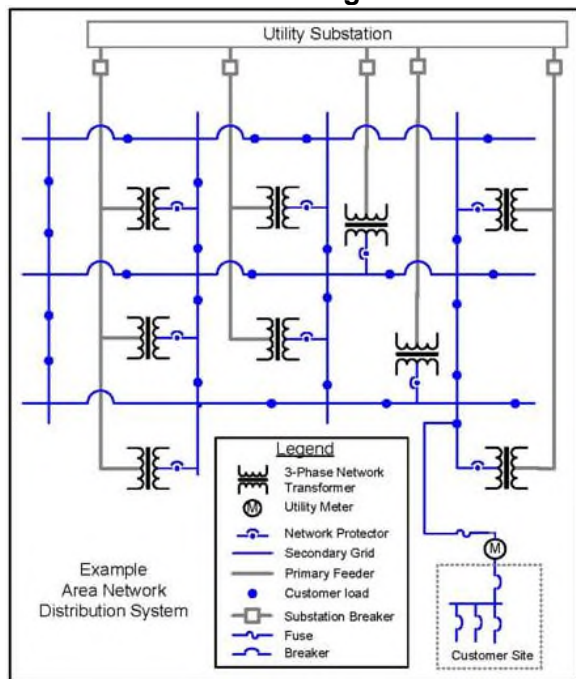 Utility Substation
Legend
3-Phase Network
Transformer
M
Utility Meter
Network Protector
Secondary Grid
Primary Feeder
Customer load
Substation Breaker
Fuse
Breaker
Example
Area Network
Distribution System
M
Customer Site